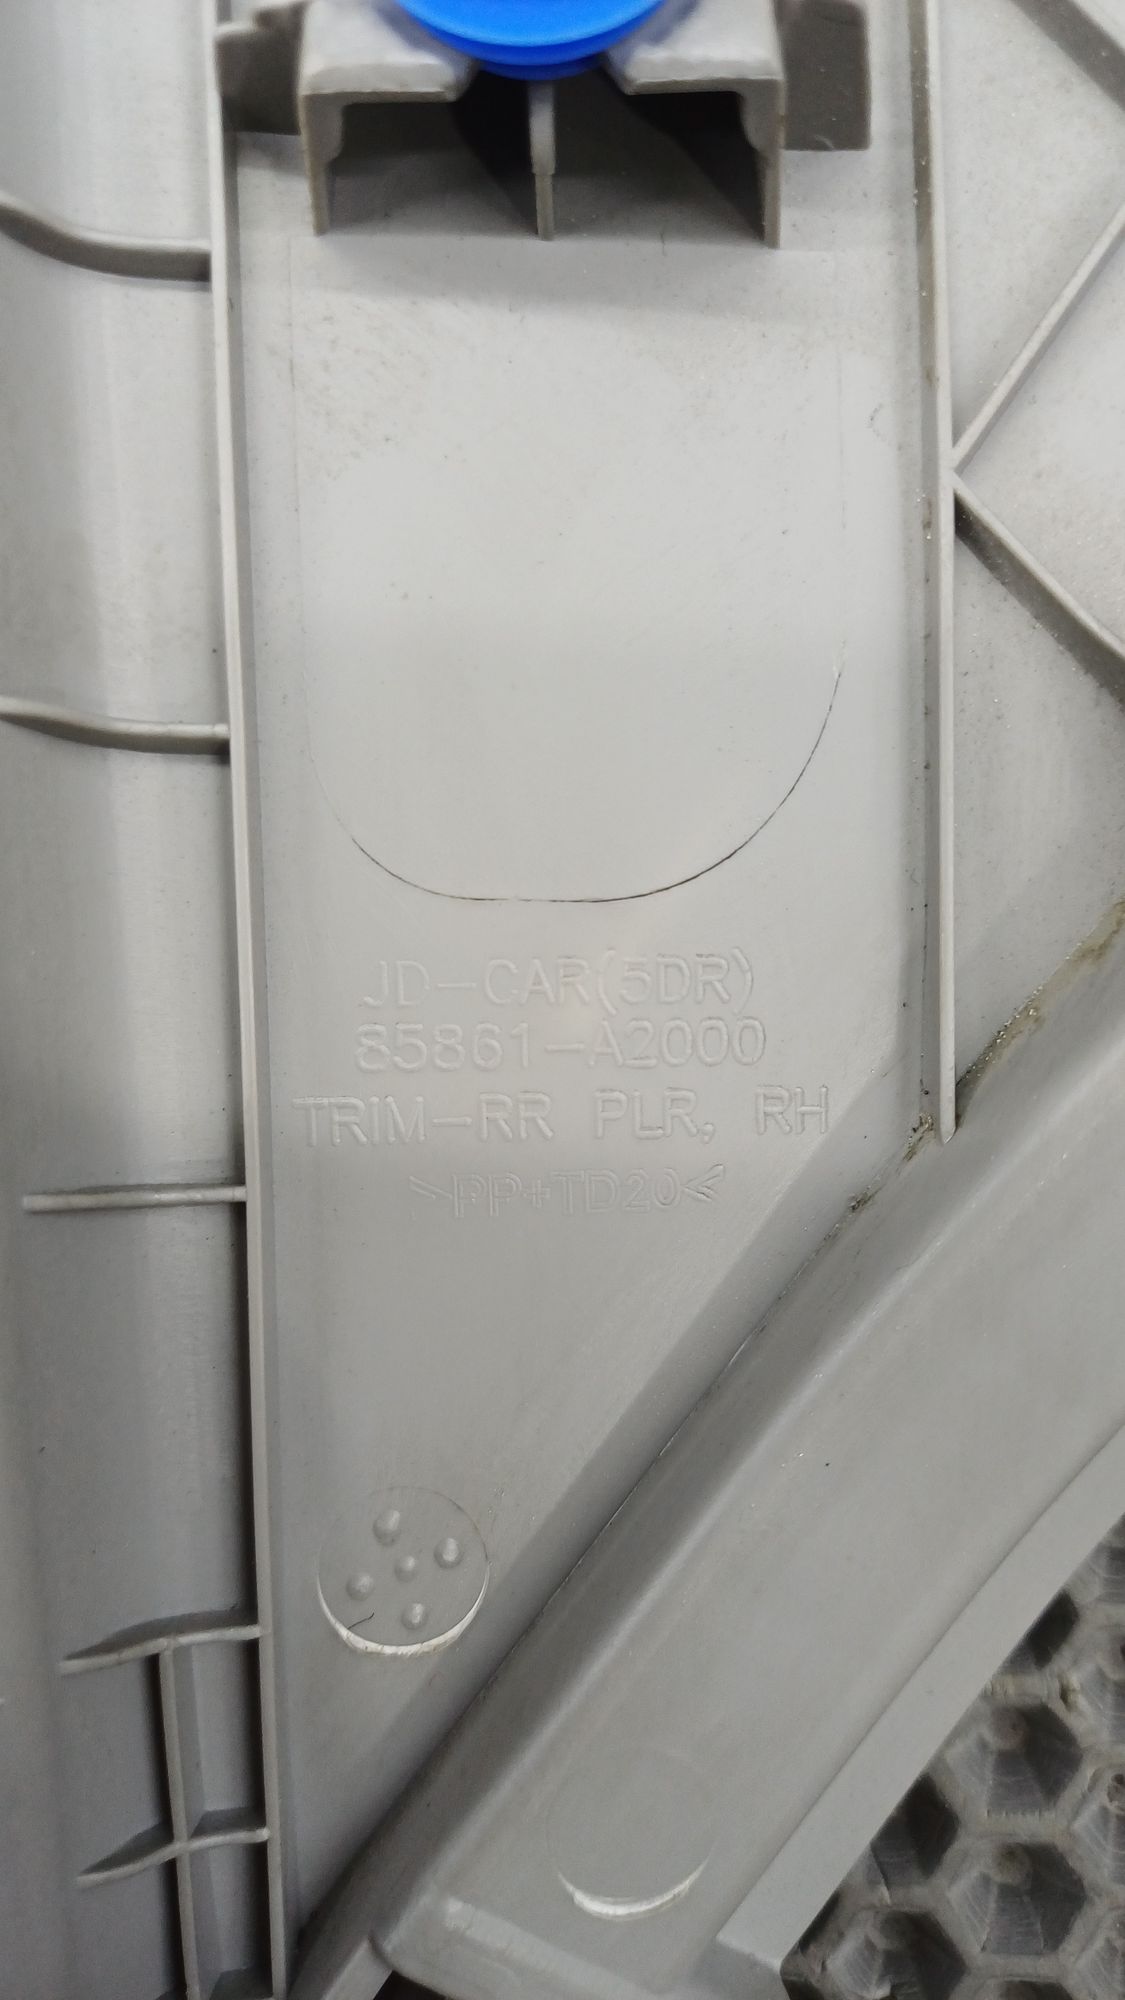 JD-CAR(5DR)
85861-A2000
TRIM-RR PLR, RH
>PP+TD20<